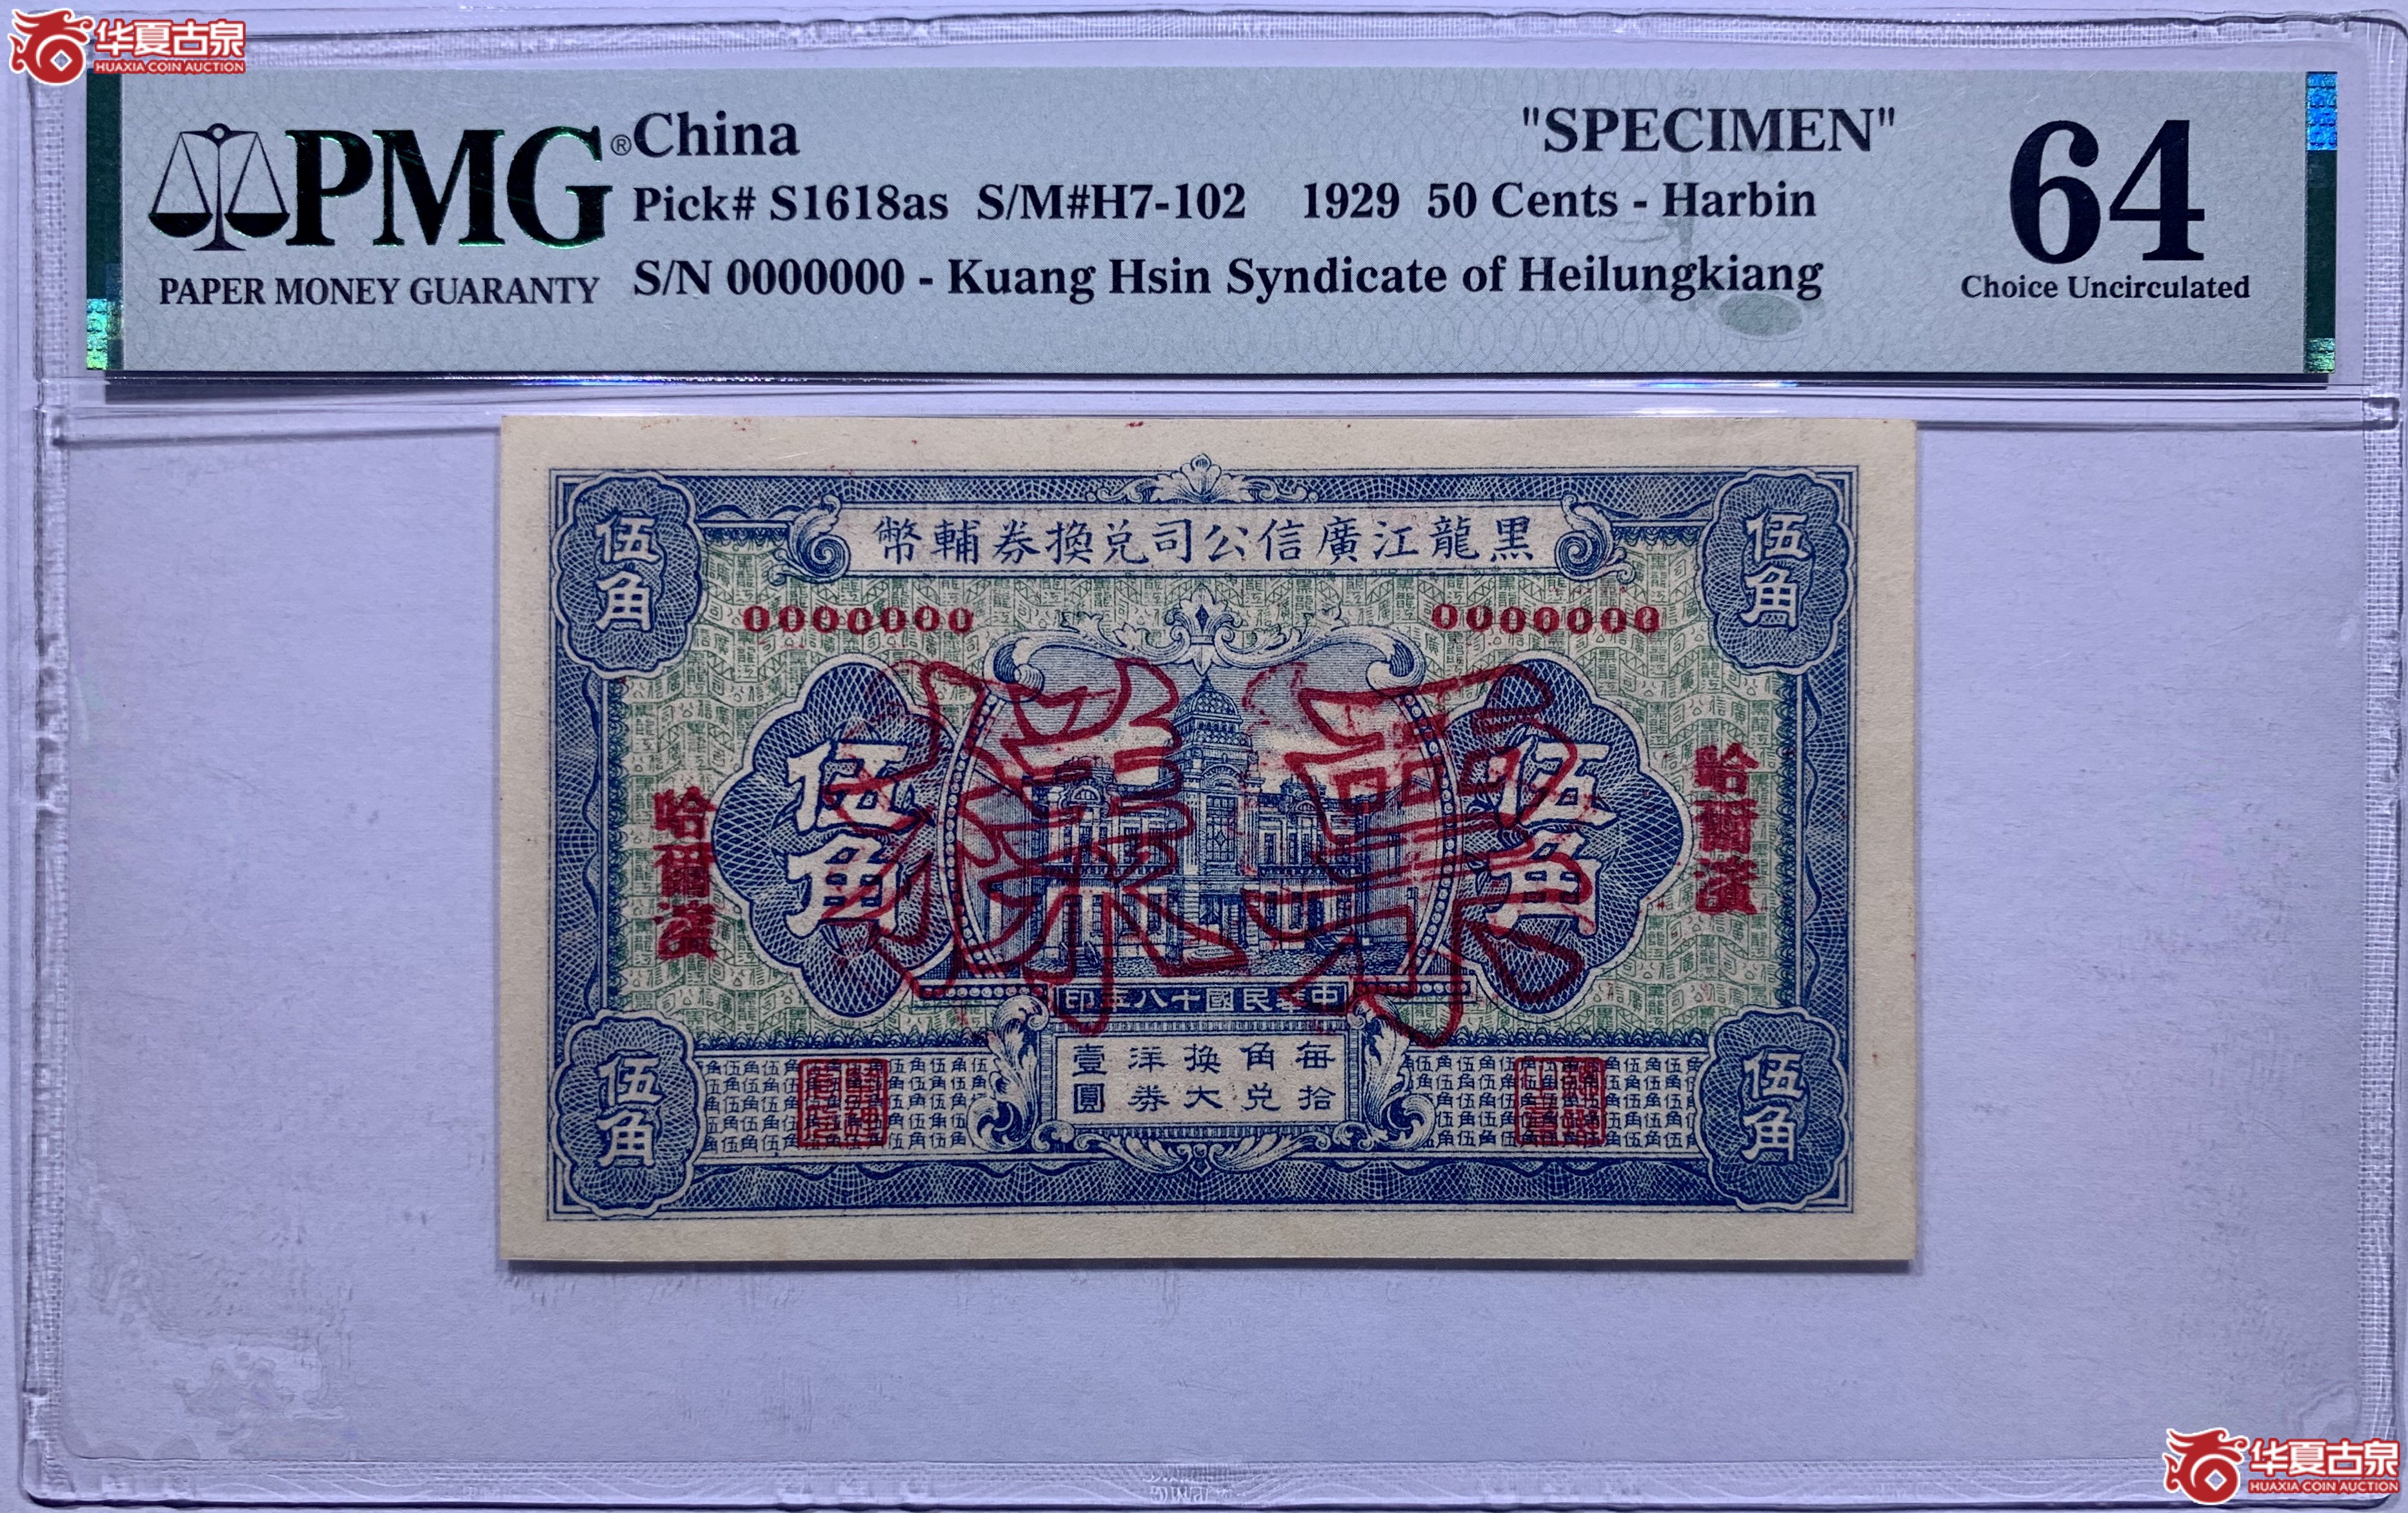 华夏古泉
HUAXIA COIN AUCTION
PMG®
PAPER MONEY GUARANTY
China
"SPECIMEN"
Pick# S1618as S/M#H7-102 1929 50 Cents - Harbin
S/N 0000000 - Kuang Hsin Syndicate of Heilungkiang
64
Choice Uncirculated
黑龍江廣信公司兌換券輔幣
伍角
伍角
0000000
0000000
票樣
伍角
伍角
哈爾濱
哈爾濱
中華民國十八年印
每拾角兌換大洋券壹圓
伍角
伍角
华夏古泉
HUAXIA COIN AUCTION